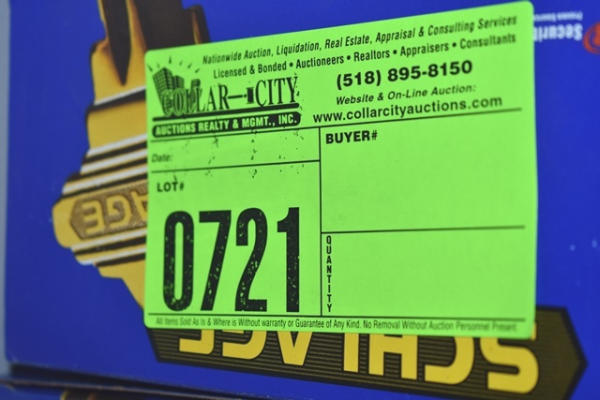 Nationwide Auction, Liquidation, Real Estate, Appraisal & Consulting Services
Licensed & Bonded • Auctioneers • Realtors • Appraisers • Consultants
COLLAR CITY
AUCTIONS REALTY & MGMT., INC.
(518) 895-8150
Website & On-Line Auction:
www.collarcityauctions.com
Date:
BUYER#
LOT#
0721
QUANTITY
All Items Sold As Is & Where Is Without warranty or Guarantee of Any Kind. No Removal Without Auction Personnel Present.
SCHLAGE
AGE
Security